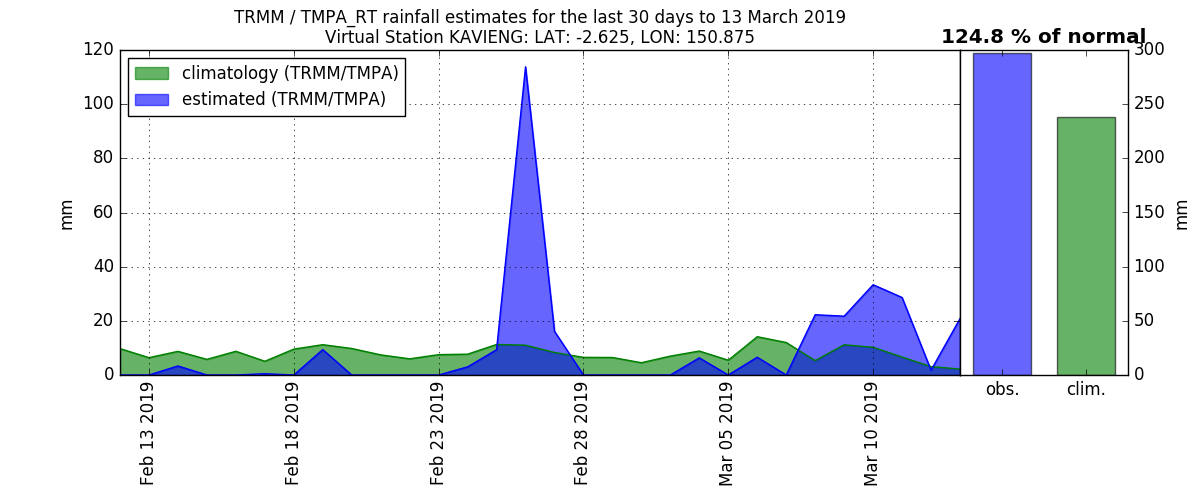 TRMM / TMPA_RT rainfall estimates for the last 30 days to 13 March 2019
Virtual Station KAVIENG: LAT: -2.625, LON: 150.875
124.8 % of normal
climatology (TRMM/TMPA)
estimated (TRMM/TMPA)
120
100
80
60
40
20
0
mm
Feb 13 2019
Feb 18 2019
Feb 23 2019
Feb 28 2019
Mar 05 2019
Mar 10 2019
300
250
200
150
100
50
0
mm
obs.
clim.